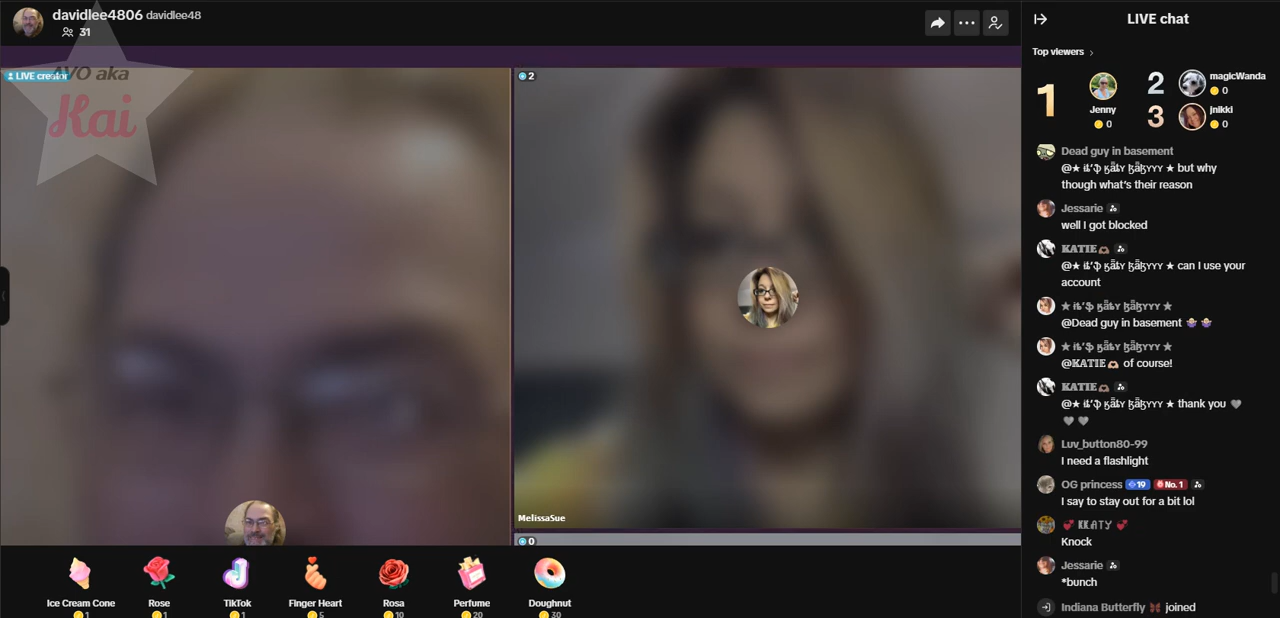 davidlee4806 davidlee48
31
LIVE creator
AYO aka
Kai
2
MelissaSue
0
Ice Cream Cone
1
Rose
1
TikTok
1
Finger Heart
5
Rosa
10
Perfume
20
Doughnut
30
LIVE chat
Top viewers
1
Jenny
0
2
magicWanda
0
3
jnikki
0
Dead guy in basement
but why
though what's their reason
Jessarie
well I got blocked
𝕂𝔸𝕋𝕀𝔼🫶🏽
can I use your
account
@Dead guy in basement 🤷🏼‍♀️ 🤷🏼‍♀️
@𝕂𝔸𝕋𝕀𝔼🫶🏽 of course!
𝕂𝔸𝕋𝕀𝔼🫶🏽
thank you 🩶
🩶 🩶
Luv_button80-99
I need a flashlight
OG princess 19 No. 1
I say to stay out for a bit lol
Knock
Jessarie
*bunch
Indiana Butterfly 🦋 joined